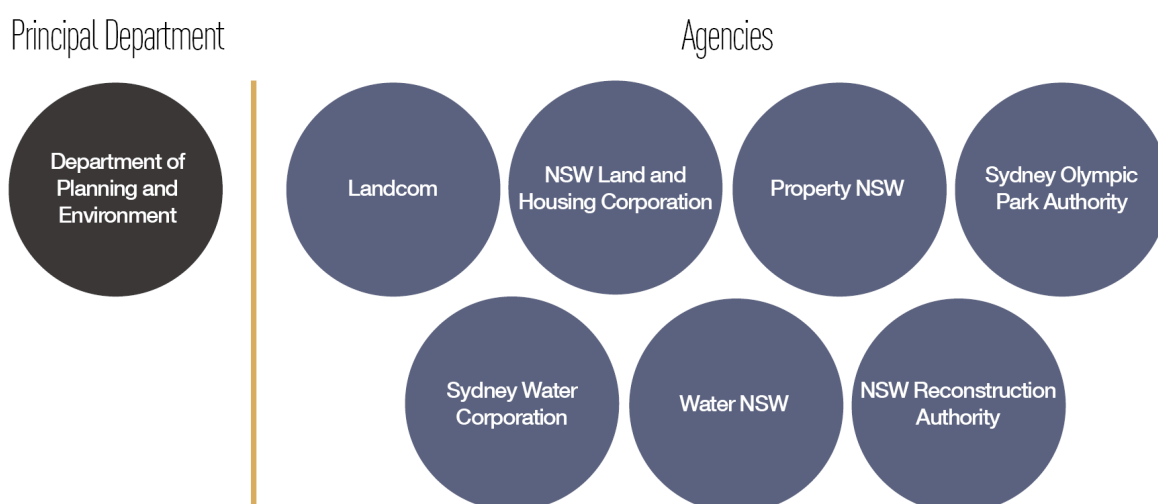 Principal Department
Agencies
Department of
Planning and
Environment
Landcom
NSW Land and
Housing Corporation
Property NSW
Sydney Olympic
Park Authority
Sydney Water
Corporation
Water NSW
NSW Reconstruction
Authority